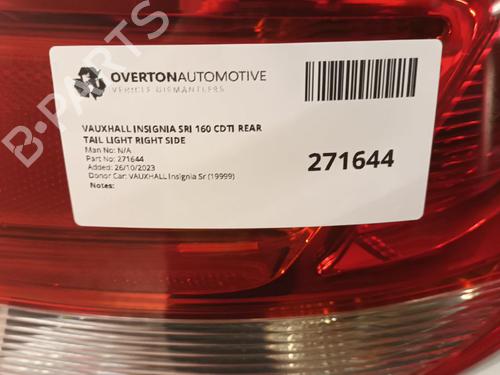 B-PARTS
OVERTONAUTOMOTIVE
VEHICLE DISMANTLERS
VAUXHALL INSIGNIA SRI 160 CDTI REAR
TAIL LIGHT RIGHT SIDE
Man No: N/A
Part No: 271644
Added: 26/10/2023
Donor Car: VAUXHALL Insignia Sr (19999)
Notes:
271644